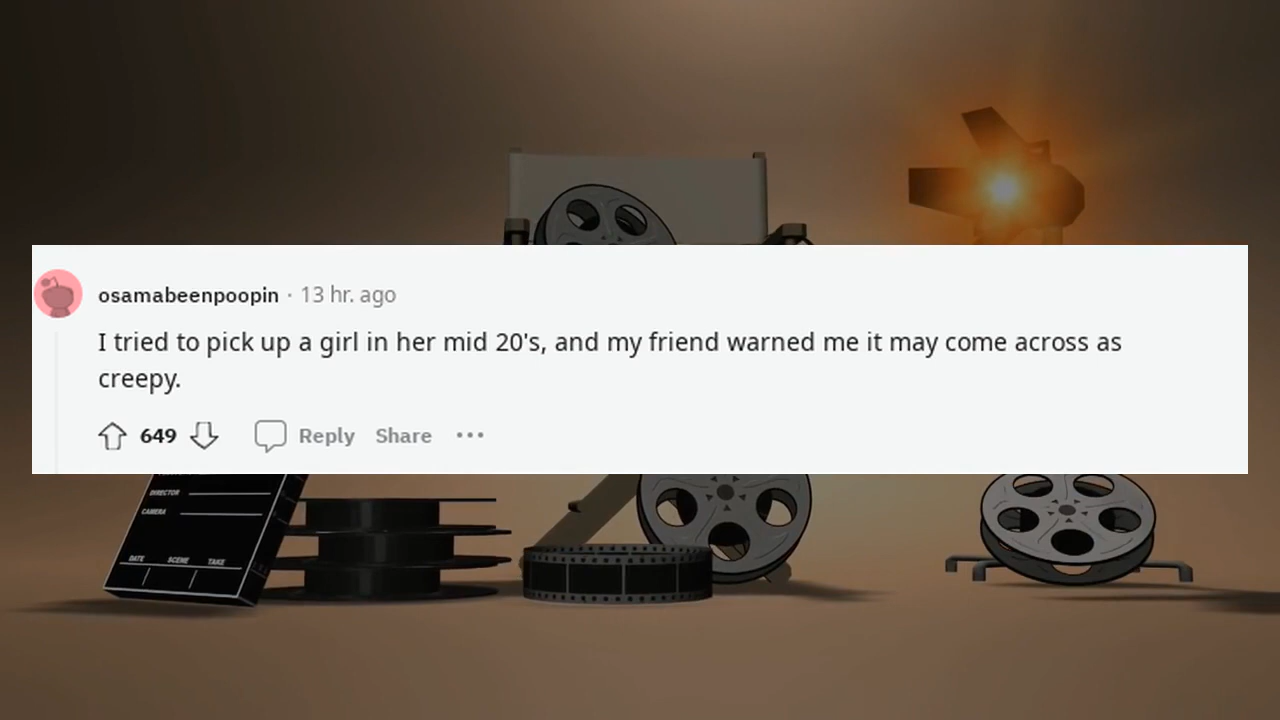 osamabeenpoopin · 13 hr. ago
I tried to pick up a girl in her mid 20's, and my friend warned me it may come across as
creepy.
649 Reply Share ···
DIRECTOR
CAMERA
DATE SCENE TAKE